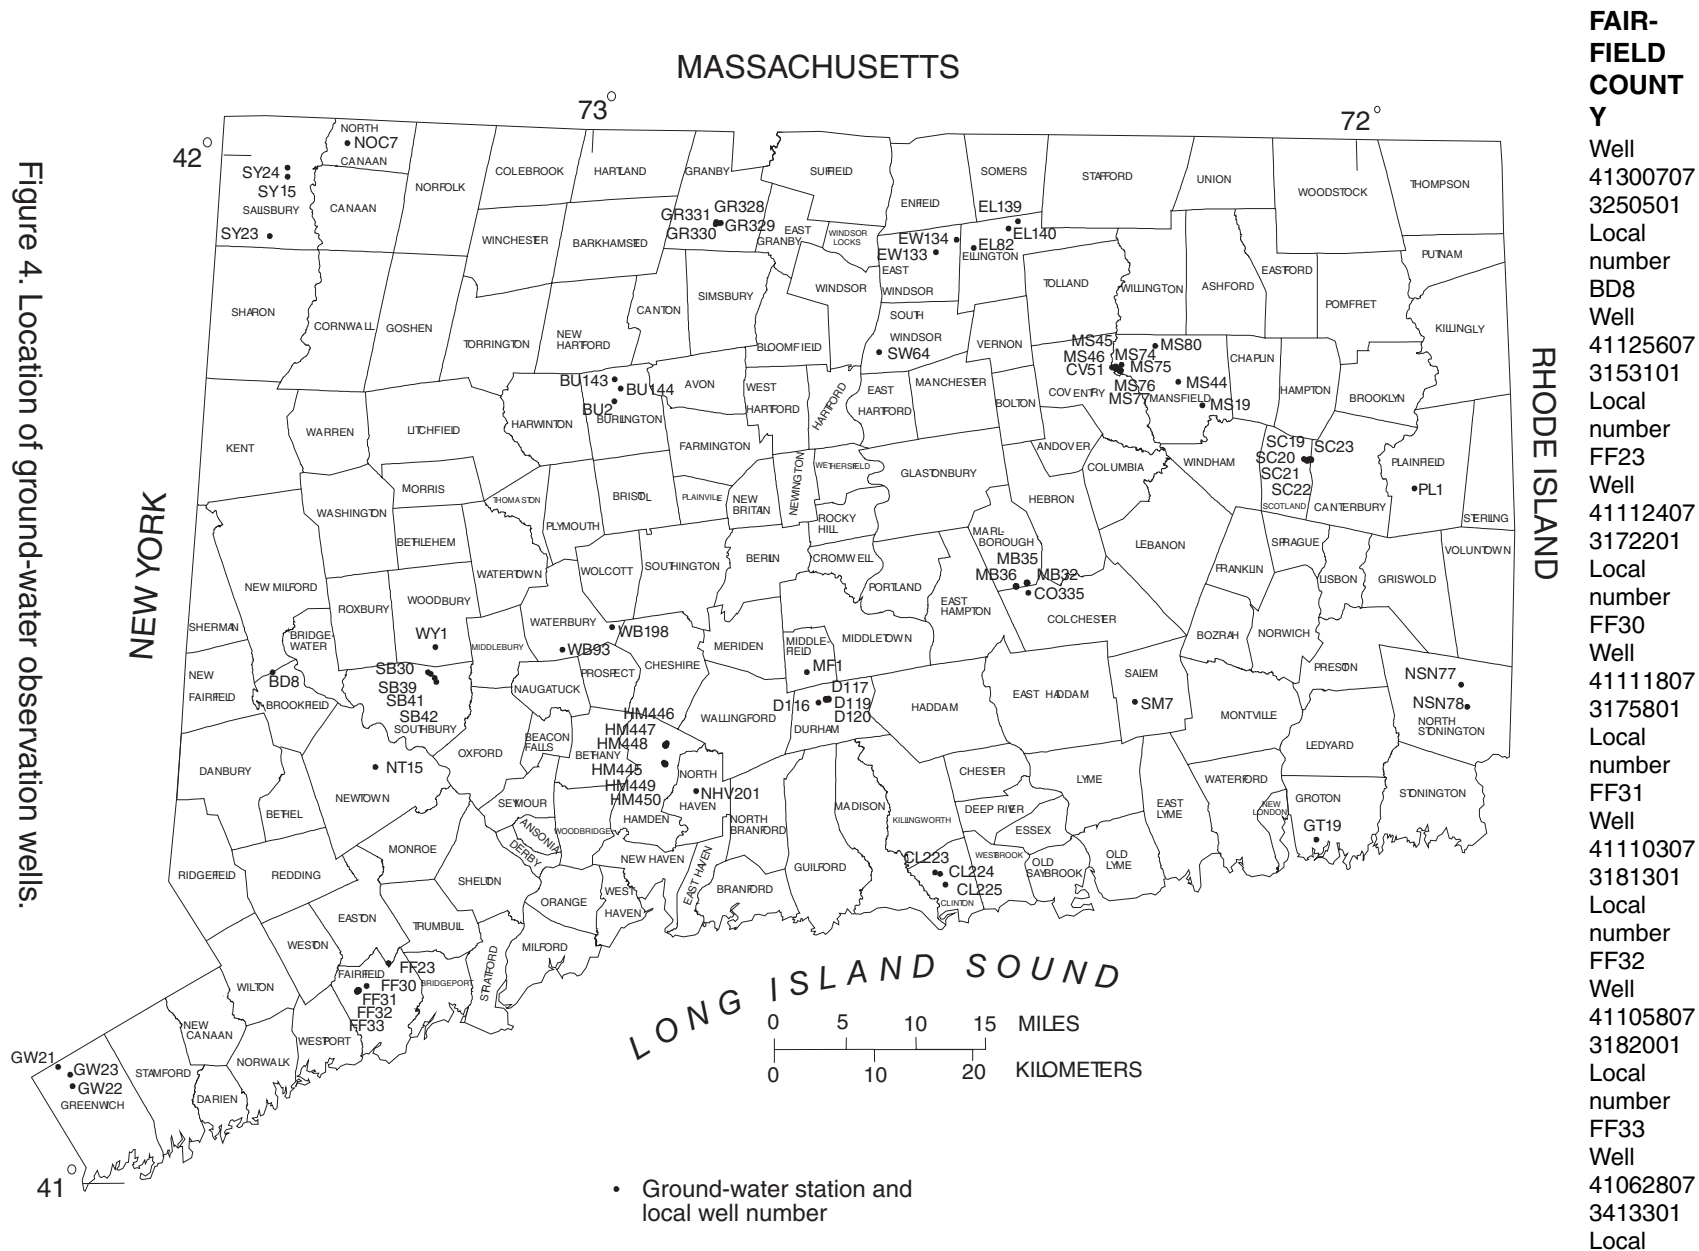 MASSACHUSETTS
73°
72°
42°
NORTH
NOC7
CANAAN
SY24
SY15
SALISBURY
SY23
CANAAN
NORFOLK
COLEBROOK
HARTLAND
GRANBY
SUFFIELD
SOMERS
STAFFORD
UNION
WOODSTOCK
THOMPSON
ENFIELD
EL139
EL140
EL82
ELLINGTON
EW134
EW133
EAST
WINDSOR
GR331
GR328
GR330
GR329
EAST
GRANBY
WINDSOR
LOCKS
WINCHESTER
BARKHAMSTED
PUTNAM
EASTFORD
TOLLAND
WILLINGTON
ASHFORD
POMFRET
WINDSOR
SIMSBURY
CANTON
SHARON
CORNWALL
GOSHEN
TORRINGTON
NEW
HARTFORD
BLOOMFIELD
SOUTH
WINDSOR
SW64
VERNON
KILLINGLY
MS45
MS46
CV51
MS74
MS75
MS80
MS76
MS77
MS44
MANSFIELD
MS19
COVENTRY
CHAPLIN
HAMPTON
BROOKLYN
BU143
BU144
BU2
BURLINGTON
AVON
WEST
HARTFORD
HARTFORD
EAST
HARTFORD
MANCHESTER
BOLTON
KENT
WARREN
LITCHFIELD
HARWINTON
FARMINGTON
ANDOVER
COLUMBIA
WINDHAM
SC19
SC20
SC21
SC22
SC23
SCOTLAND
CANTERBURY
PLAINFIELD
PL1
STERLING
MORRIS
WASHINGTON
THOMASTON
PLYMOUTH
BRISTOL
PLAINVILLE
NEW
BRITAIN
NEWINGTON
WETHERSFIELD
ROCKY
HILL
GLASTONBURY
HEBRON
MARL-
BOROUGH
MB35
MB36
MB32
CO335
LEBANON
SPRAGUE
FRANKLIN
LISBON
GRISWOLD
VOLUNTOWN
NEW MILFORD
BETHLEHEM
WATERTOWN
WOLCOTT
SOUTHINGTON
BERLIN
CROMWELL
PORTLAND
EAST
HAMPTON
COLCHESTER
SHERMAN
BRIDGE-
WATER
ROXBURY
WOODBURY
WY1
MIDDLEBURY
WATERBURY
WB198
WB93
PROSPECT
CHESHIRE
MERIDEN
MIDDLE-
FIELD
MF1
MIDDLETOWN
BOZRAH
NORWICH
PRESTON
NEW
FAIRFIELD
BD8
BROOKFIELD
SB30
SB39
SB41
SB42
SOUTHBURY
NAUGATUCK
D116
D117
D119
D120
DURHAM
WALLINGFORD
HADDAM
EAST HADDAM
SALEM
SM7
MONTVILLE
NSN77
NSN78
NORTH
STONINGTON
LEDYARD
DANBURY
NT15
NEWTOWN
OXFORD
BEACON
FALLS
BETHANY
HM446
HM447
HM448
HM445
HM449
HM450
HAMDEN
NORTH
HAVEN
NHV201
NORTH
BRANFORD
BETHEL
SEYMOUR
ANSONIA
DERBY
WOODBRIDGE
MADISON
KILLINGWORTH
CHESTER
DEEP RIVER
ESSEX
LYME
EAST
LYME
WATERFORD
NEW
LONDON
GROTON
GT19
STONINGTON
RIDGEFIELD
REDDING
MONROE
SHELTON
NEW HAVEN
EAST HAVEN
WEST
HAVEN
ORANGE
BRANFORD
GUILFORD
CL223
CL224
CL225
CLINTON
WESTBROOK
OLD
SAYBROOK
OLD
LYME
EASTON
TRUMBULL
WESTON
MILFORD
STRATFORD
FF23
FAIRFIELD
FF30
FF31
FF32
FF33
BRIDGEPORT
WILTON
NEW
CANAAN
WESTPORT
NORWALK
GW21
GW23
GW22
GREENWICH
STAMFORD
DARIEN
41°
NEW YORK
RHODE ISLAND
LONG ISLAND SOUND
0 5 10 15 MILES
0 10 20 KILOMETERS
Ground-water station and
local well number
Figure 4. Location of ground-water observation wells.
FAIR-
FIELD
COUNT
Y
Well
41300707
3250501
Local
number
BD8
Well
41125607
3153101
Local
number
FF23
Well
41112407
3172201
Local
number
FF30
Well
41111807
3175801
Local
number
FF31
Well
41110307
3181301
Local
number
FF32
Well
41105807
3182001
Local
number
FF33
Well
41062807
3413301
Local